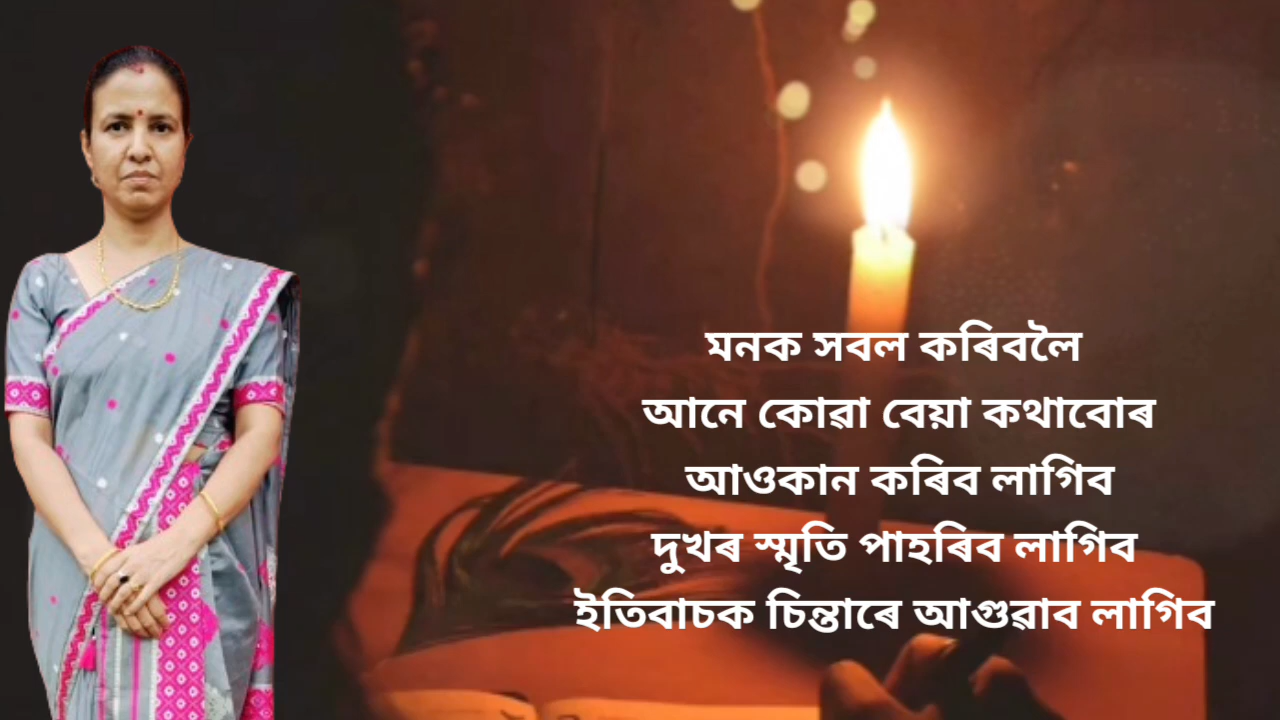 মনক সবল কৰিবলৈ
আনে কোৱা বেয়া কথাবোৰ
আওকান কৰিব লাগিব
দুখৰ স্মৃতি পাহৰিব লাগিব
ইতিবাচক চিন্তাৰে আগুৱাব লাগিব